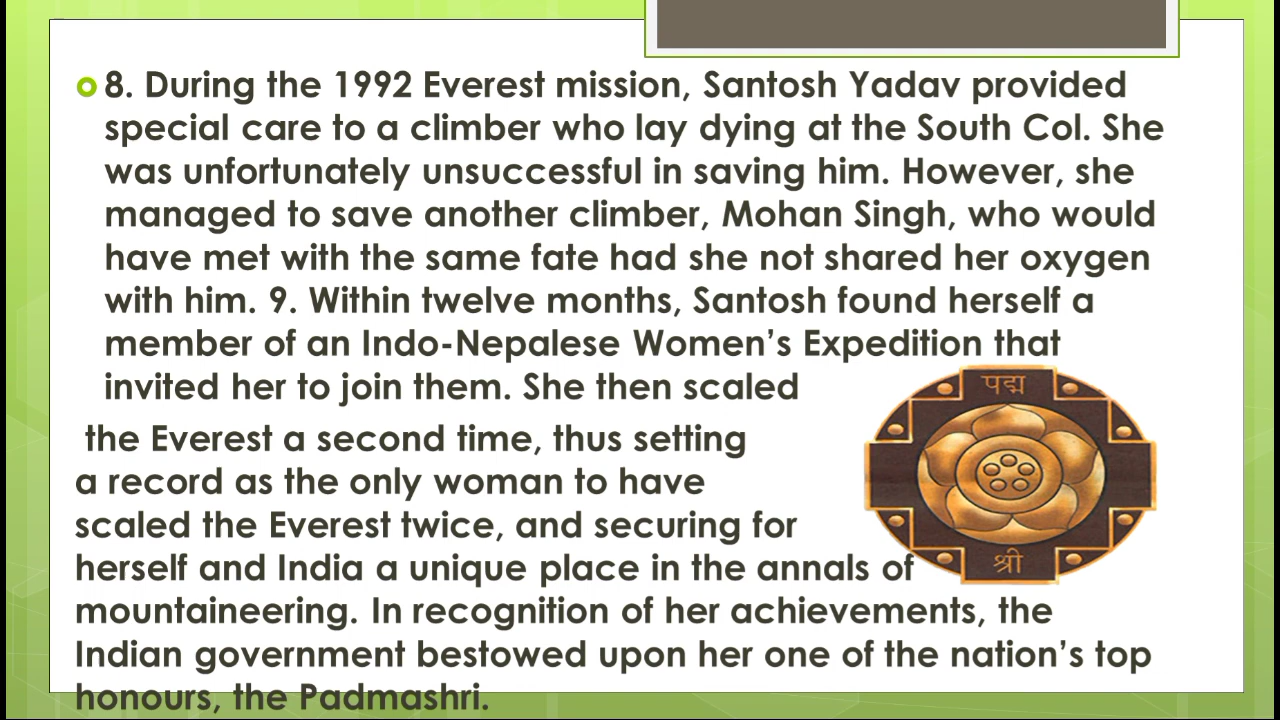 8. During the 1992 Everest mission, Santosh Yadav provided
special care to a climber who lay dying at the South Col. She
was unfortunately unsuccessful in saving him. However, she
managed to save another climber, Mohan Singh, who would
have met with the same fate had she not shared her oxygen
with him. 9. Within twelve months, Santosh found herself a
member of an Indo-Nepalese Women’s Expedition that
invited her to join them. She then scaled
the Everest a second time, thus setting
a record as the only woman to have
scaled the Everest twice, and securing for
herself and India a unique place in the annals of
mountaineering. In recognition of her achievements, the
Indian government bestowed upon her one of the nation’s top
honours, the Padmashri.
पद्म
श्री